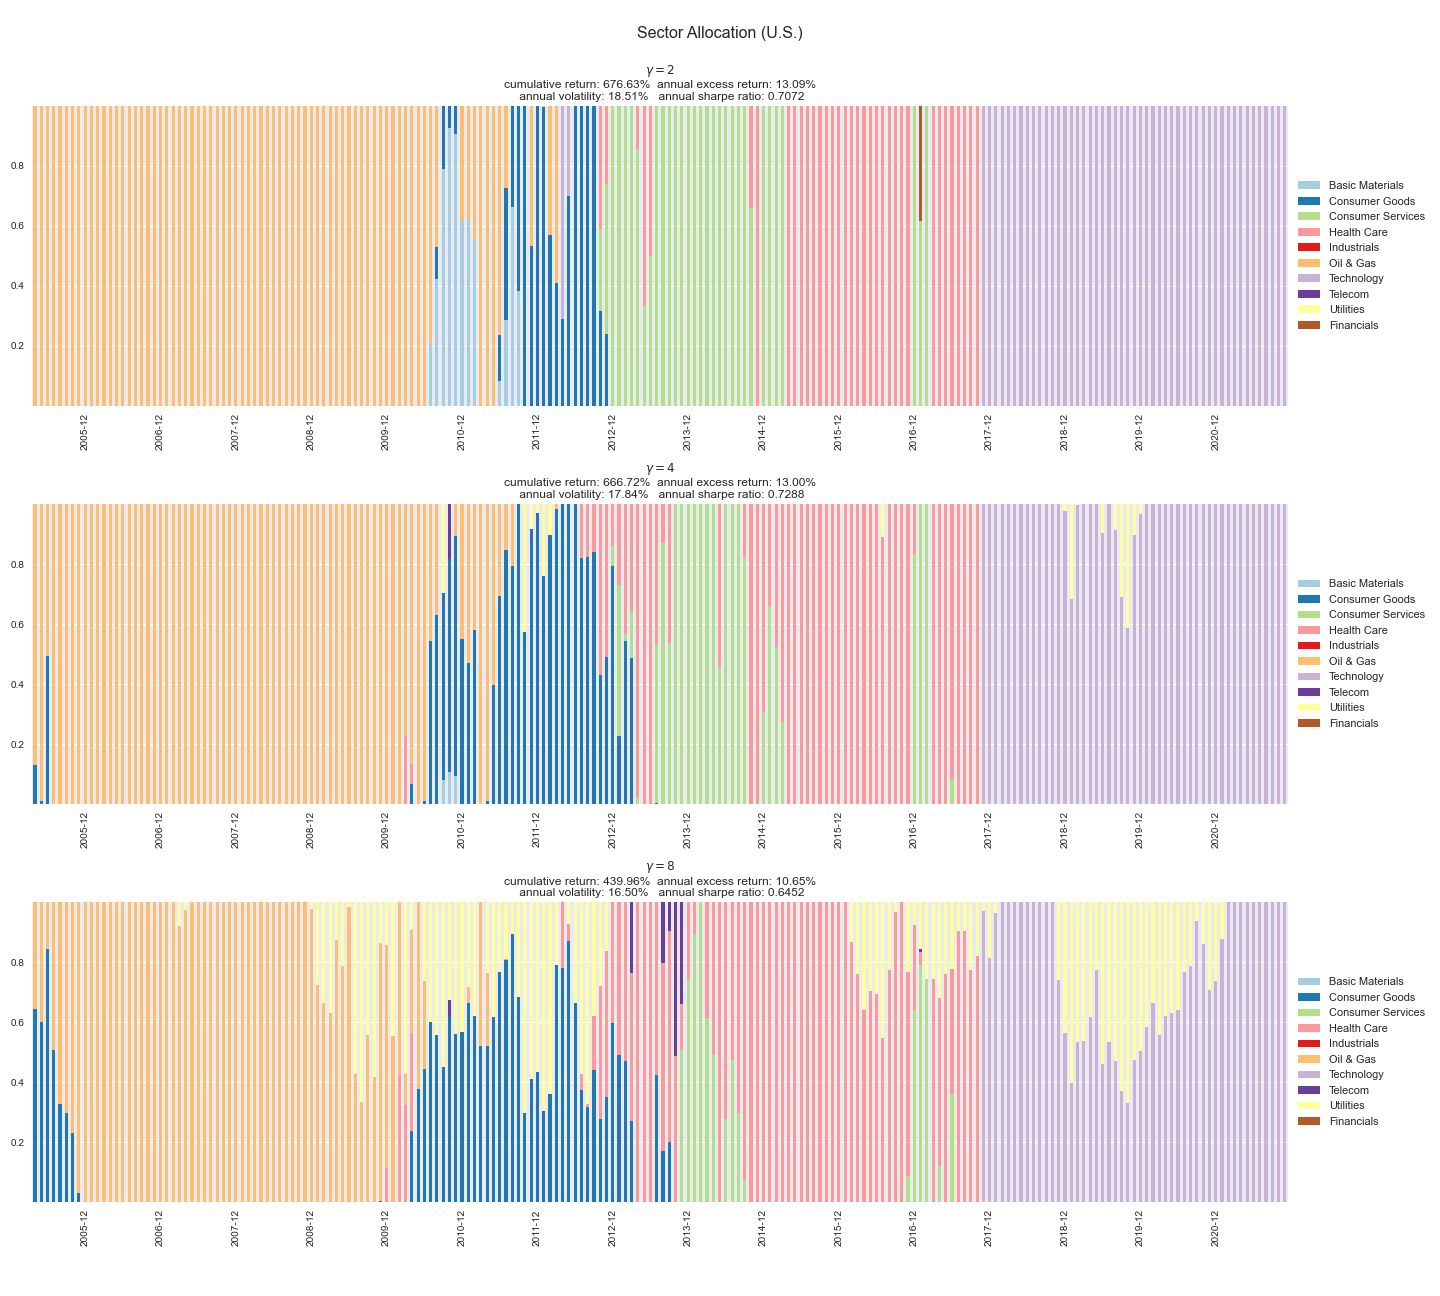 Sector Allocation (U.S.)
γ = 2
cumulative return: 676.63% annual excess return: 13.09%
annual volatility: 18.51% annual sharpe ratio: 0.7072
0.8
0.6
0.4
0.2
2005-12
2006-12
2007-12
2008-12
2009-12
2010-12
2011-12
2012-12
2013-12
2014-12
2015-12
2016-12
2017-12
2018-12
2019-12
2020-12
Basic Materials
Consumer Goods
Consumer Services
Health Care
Industrials
Oil & Gas
Technology
Telecom
Utilities
Financials
γ = 4
cumulative return: 666.72% annual excess return: 13.00%
annual volatility: 17.84% annual sharpe ratio: 0.7288
0.8
0.6
0.4
0.2
2005-12
2006-12
2007-12
2008-12
2009-12
2010-12
2011-12
2012-12
2013-12
2014-12
2015-12
2016-12
2017-12
2018-12
2019-12
2020-12
Basic Materials
Consumer Goods
Consumer Services
Health Care
Industrials
Oil & Gas
Technology
Telecom
Utilities
Financials
γ = 8
cumulative return: 439.96% annual excess return: 10.65%
annual volatility: 16.50% annual sharpe ratio: 0.6452
0.8
0.6
0.4
0.2
2005-12
2006-12
2007-12
2008-12
2009-12
2010-12
2011-12
2012-12
2013-12
2014-12
2015-12
2016-12
2017-12
2018-12
2019-12
2020-12
Basic Materials
Consumer Goods
Consumer Services
Health Care
Industrials
Oil & Gas
Technology
Telecom
Utilities
Financials